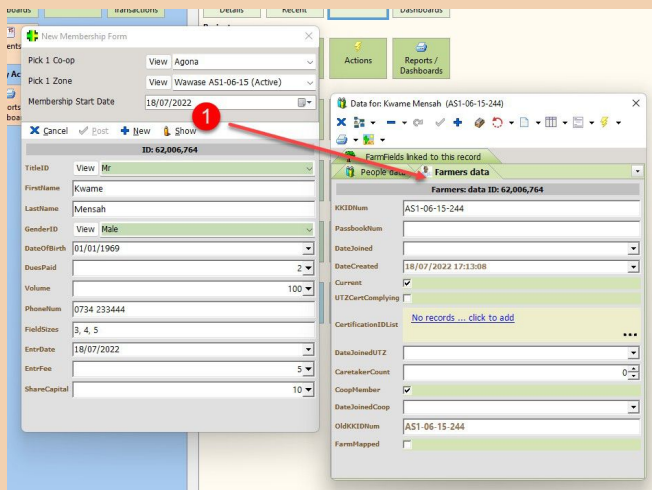 Transactions
Details
Recent
Dashboards
Actions
Reports /
Dashboards
New Membership Form
Pick 1 Co-op View Agona
Pick 1 Zone View Wawase AS1-06-15 (Active)
Membership Start Date 18/07/2022
1
Cancel Post New Show
ID: 62,006,764
TitleID View Mr
FirstName Kwame
LastName Mensah
GenderID View Male
DateOfBirth 01/01/1969
DuesPaid 2
Volume 100
PhoneNum 0734 233444
FieldSizes 3, 4, 5
EntrDate 18/07/2022
EntrFee 5
ShareCapital 10
Data for: Kwame Mensah (AS1-06-15-244)
FarmFields linked to this record
People data Farmers data
Farmers: data ID: 62,006,764
KKIDNum AS1-06-15-244
PassbookNum
DateJoined
DateCreated 18/07/2022 17:13:08
Current
UTZCertComplying
CertificationIDList No records ... click to add
...
DateJoinedUTZ
CaretakerCount 0
CoopMember
DateJoinedCoop
OldKKIDNum AS1-06-15-244
FarmMapped